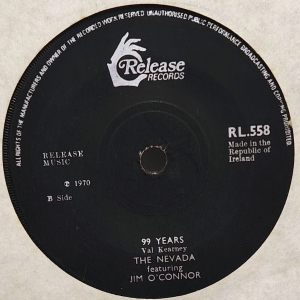 ALL RIGHTS OF THE MANUFACTURERS AND OWNER OF THE RECORDED WORK RESERVED UNAUTHORISED PUBLIC PERFORMANCE BROADCASTING AND COPYING PROHIBITED
Release
RECORDS
RL.558
Made in the
Republic of
Ireland
RELEASE
MUSIC
℗ 1970
B Side
99 YEARS
Val Kearney
THE NEVADA
featuring
JIM O'CONNOR